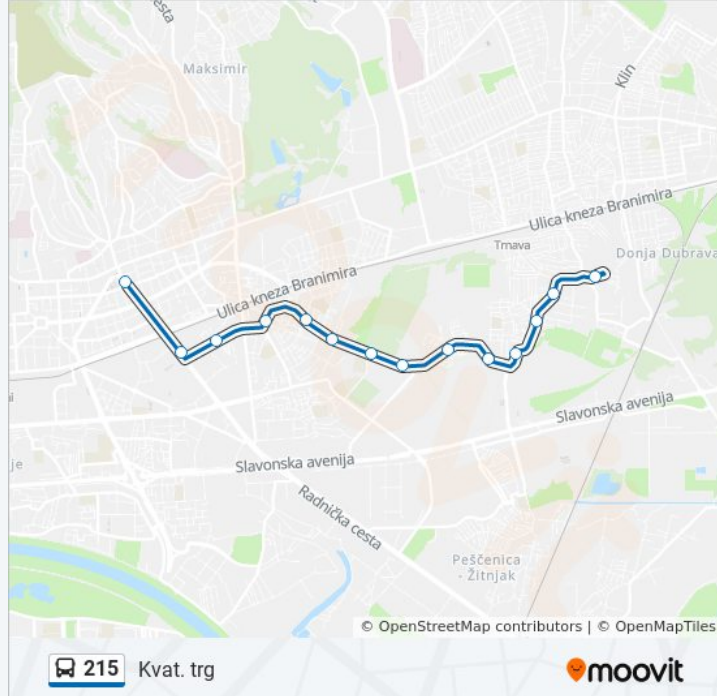 cesta
Maksimir
Klin
Ulica kneza Branimira
Trnava
Donja Dubrava
Ulica kneza Branimira
Slavonska avenija
Slavonska avenija
Radnička cesta
Peščenica
- Žitnjak
© OpenStreetMap contributors | © OpenMapTiles
215 Kvat. trg
moovit